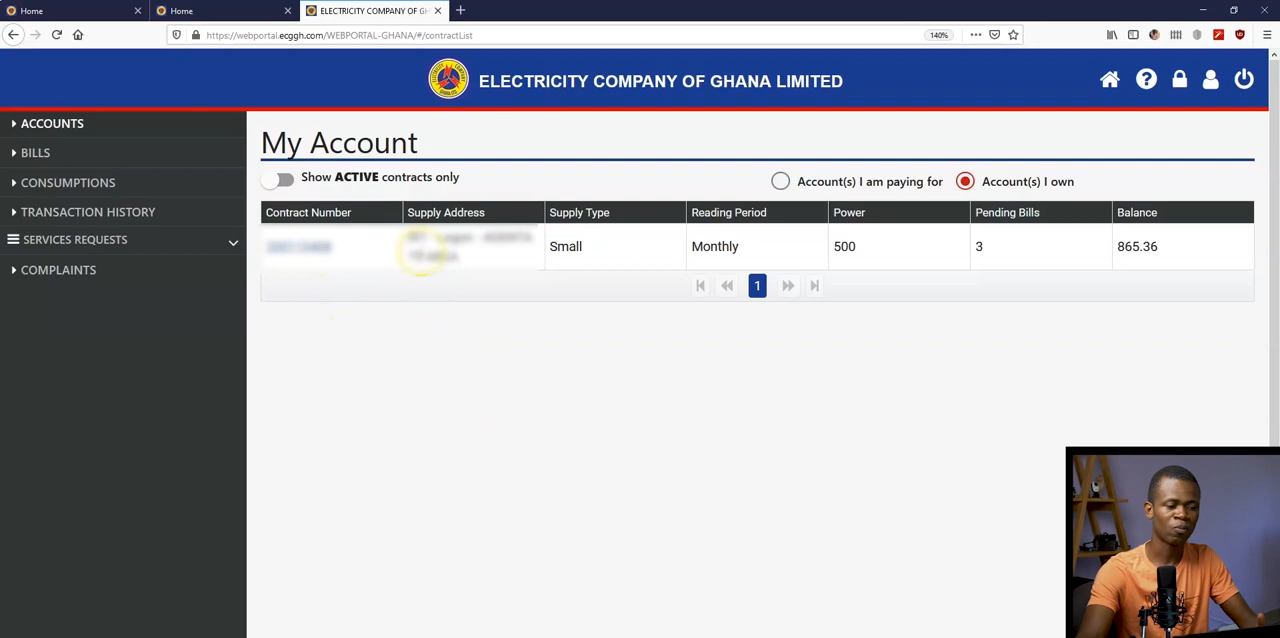 Home
Home
ELECTRICITY COMPANY OF GH
https://webportal.ecggh.com/WEBPORTAL-GHANA/#/contractList
140%
ELECTRICITY COMPANY OF GHANA LIMITED
ACCOUNTS
BILLS
CONSUMPTIONS
TRANSACTION HISTORY
SERVICES REQUESTS
COMPLAINTS
My Account
Show ACTIVE contracts only
Account(s) I am paying for
Account(s) I own
Contract Number Supply Address Supply Type Reading Period Power Pending Bills Balance
Small Monthly 500 3 865.36
1